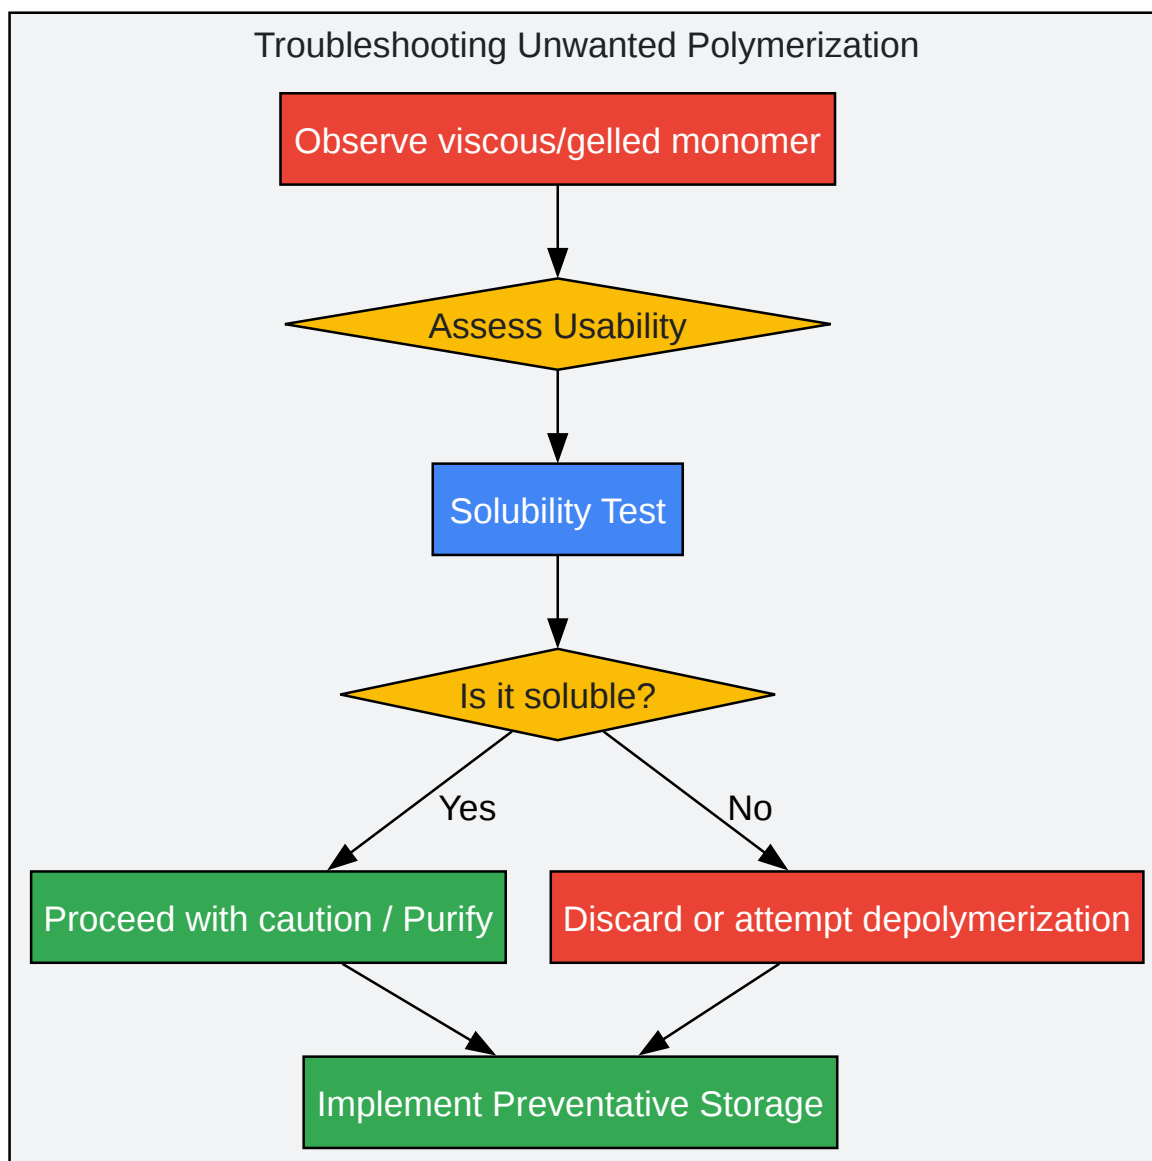 Troubleshooting Unwanted Polymerization
Observe viscous/gelled monomer
Assess Usability
Solubility Test
Is it soluble?
Yes
No
Proceed with caution / Purify
Discard or attempt depolymerization
Implement Preventative Storage